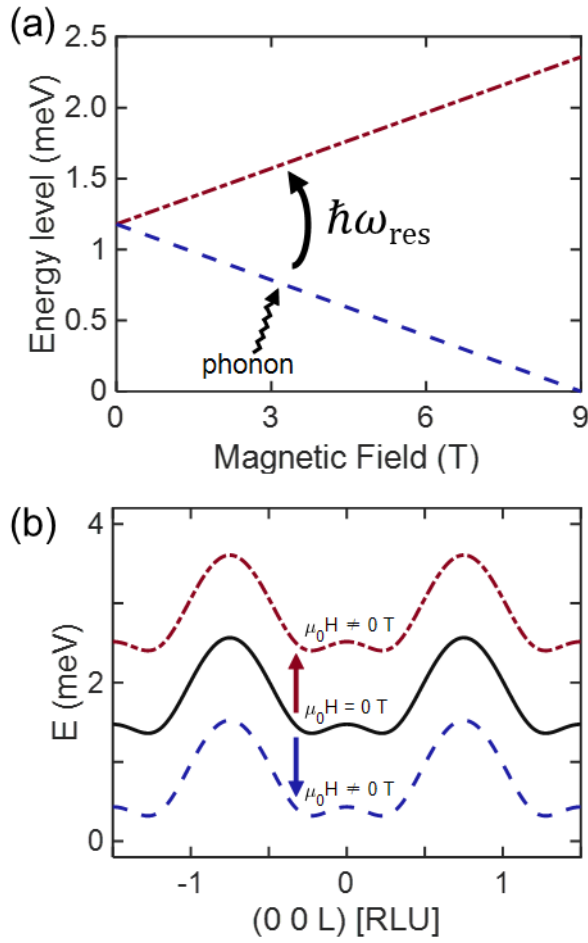 (a)
2.5
2
1.5
1
0.5
0
Energy level (meV)
ℏω_res
phonon
0 3 6 9
Magnetic Field (T)
(b)
4
2
0
E (meV)
μ₀H ≠ 0 T
μ₀H = 0 T
μ₀H ≠ 0 T
-1 0 1
(0 0 L) [RLU]